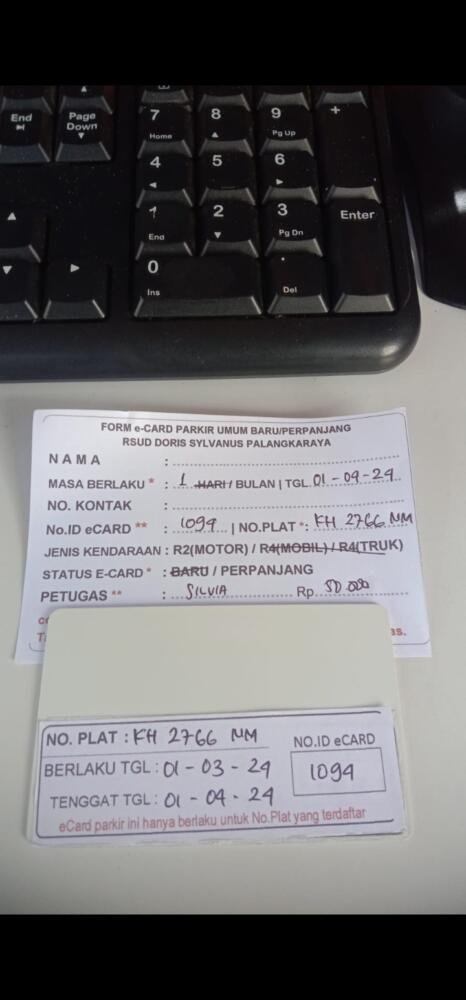 End
Page Down
7 Home
8
9 Pg Up
+
4
5
6
1 End
2
3 Pg Dn
Enter
0 Ins
. Del
FORM e-CARD PARKIR UMUM BARU/PERPANJANG
RSUD DORIS SYLVANUS PALANGKARAYA
NAMA :
MASA BERLAKU * : 1 HARI / BULAN | TGL 01 - 04 - 24
NO. KONTAK :
No.ID eCARD ** : 1094 | NO.PLAT * : KH 2766 NM
JENIS KENDARAAN : R2(MOTOR) / R4(MOBIL) / R4(TRUK)
STATUS E-CARD * : BARU / PERPANJANG
PETUGAS ** : SILVIA Rp. 50.000
NO. PLAT : KH 2766 NM
NO.ID eCARD
BERLAKU TGL : 01 - 03 - 24
1094
TENGGAT TGL : 01 - 04 - 24
eCard parkir ini hanya berlaku untuk No.Plat yang terdaftar